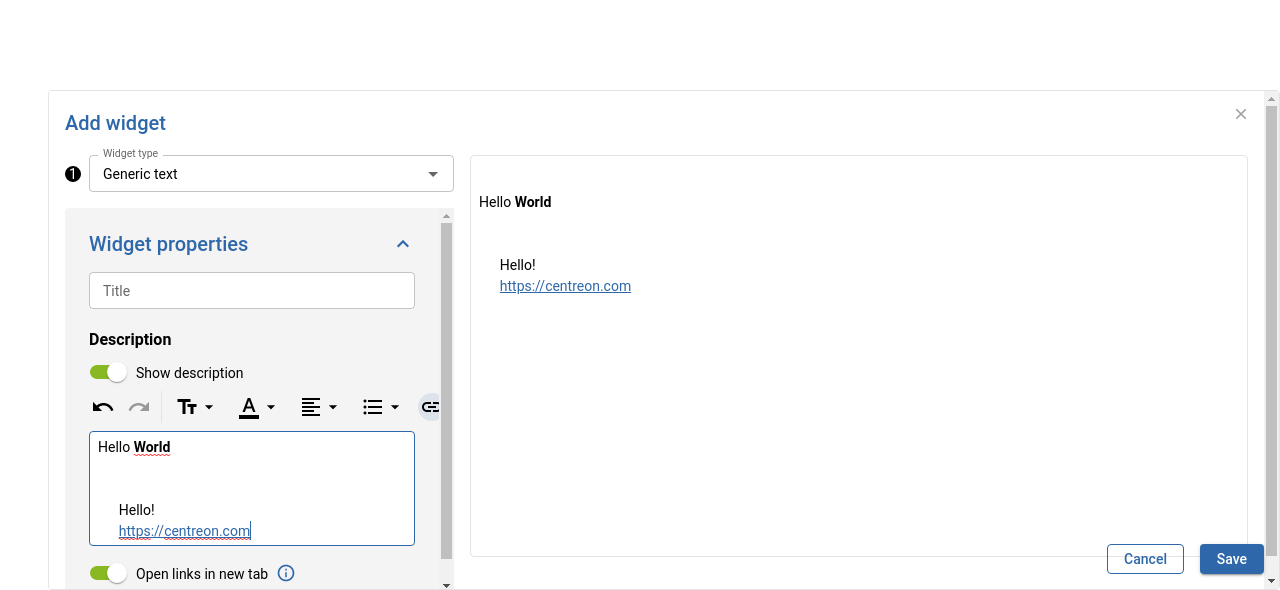 Add widget
Widget type
1
Generic text
Widget properties
Title
Description
Show description
Hello World
Hello!
https://centreon.com
Open links in new tab
Hello World
Hello!
https://centreon.com
Cancel
Save